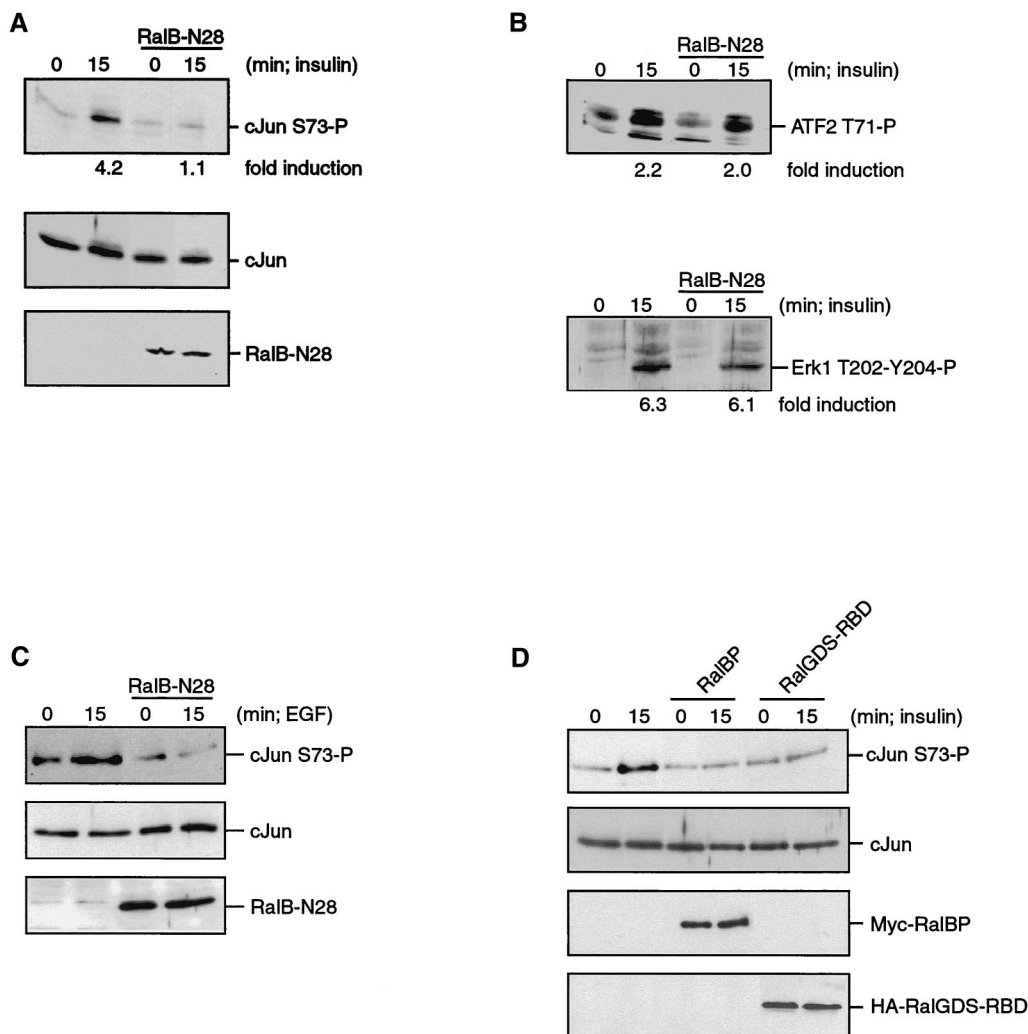 A
RalB-N28
0 15 0 15 (min; insulin)
cJun S73-P
4.2 1.1 fold induction
cJun
RalB-N28
B
RalB-N28
0 15 0 15 (min; insulin)
ATF2 T71-P
2.2 2.0 fold induction
RalB-N28
0 15 0 15 (min; insulin)
Erk1 T202-Y204-P
6.3 6.1 fold induction
C
RalB-N28
0 15 0 15 (min; EGF)
cJun S73-P
cJun
RalB-N28
D
RalBP RalGDS-RBD
0 15 0 15 0 15 (min; insulin)
cJun S73-P
cJun
Myc-RalBP
HA-RalGDS-RBD